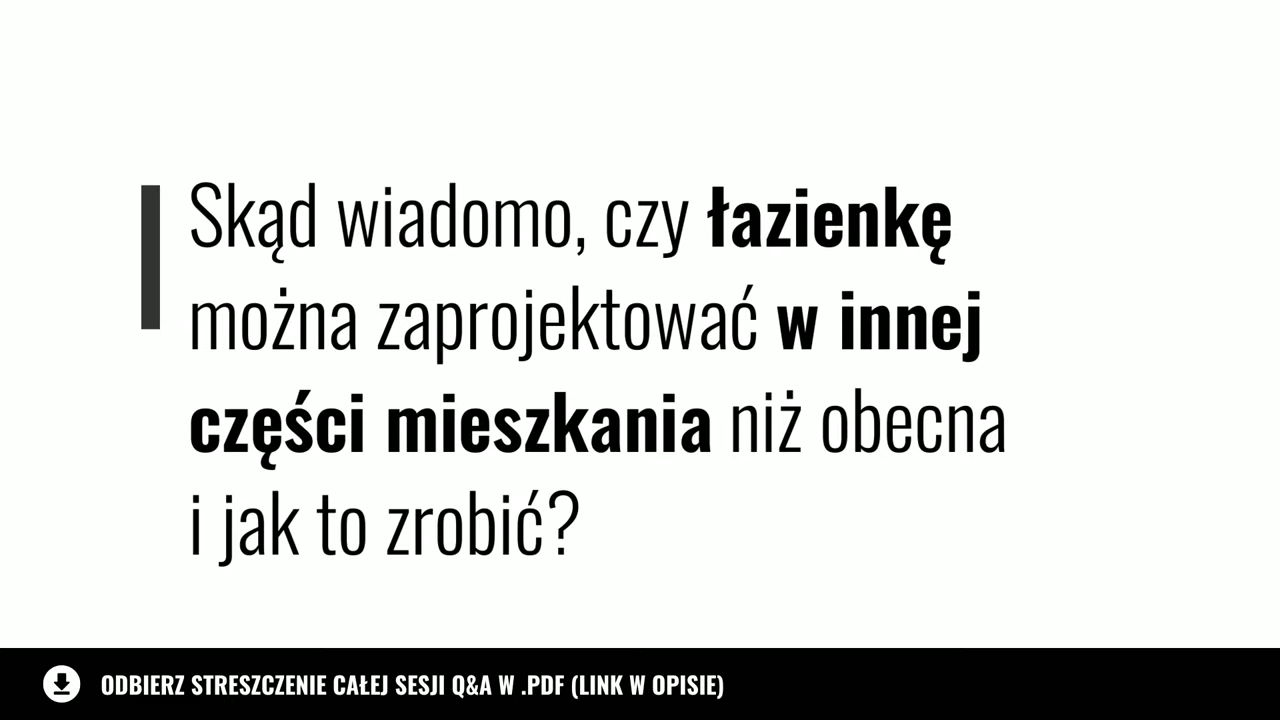 Skąd wiadomo, czy łazienkę
można zaprojektować w innej
części mieszkania niż obecna
i jak to zrobić?
ODBIERZ STRESZCZENIE CAŁEJ SESJI Q&A W .PDF (LINK W OPISIE)